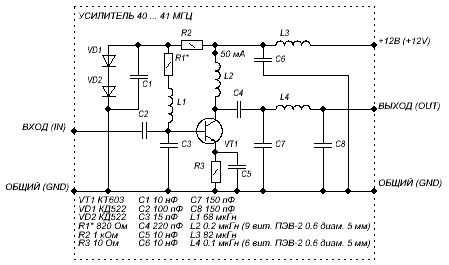 УСИЛИТЕЛЬ 40 ... 41 МГЦ
R2
L3
+12В (+12V)
VD1
R1*
50 мА
C6
VD2
C1
L2
C4
L4
ВЫХОД (OUT)
L1
C2
ВХОД (IN)
VT1
C3
C7
C8
R3
C5
ОБЩИЙ (GND)
ОБЩИЙ (GND)
VT1 КТ603 C1 10 нФ C7 150 пФ
VD1 КД522 C2 100 пФ C8 150 пФ
VD2 КД522 C3 15 пФ L1 68 мкГн
R1* 820 Ом C4 220 пФ L2 0.2 мкГн (9 вит. ПЭВ-2 0.6 диам. 5 мм)
R2 1 кОм C5 10 нФ L3 82 мкГн
R3 10 Ом C6 10 нФ L4 0.1 мкГн (6 вит. ПЭВ-2 0.6 диам. 5 мм)